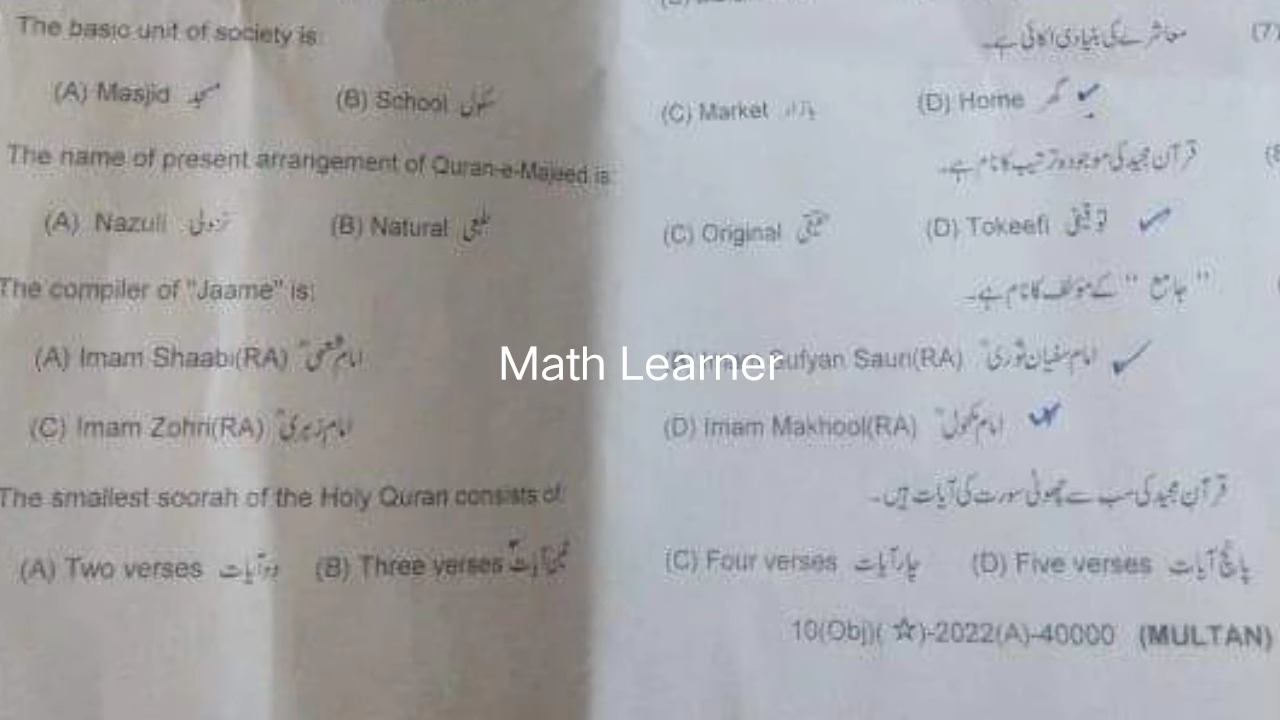 The basic unit of society is: معاشرے کی بنیادی اکائی ہے۔ (7)
(A) Masjid مسجد (B) School سکول (C) Market بازار (D) Home گھر
The name of present arrangement of Quran-e-Majeed is: قرآن مجید کی موجودہ ترتیب کا نام ہے۔
(A) Nazuli نزولی (B) Natural طبعی (C) Original حقیقی (D) Tokeefi توقیفی
The compiler of "Jaame" is: "جامع" کے مؤلف کا نام ہے۔
(A) Imam Shaabi(RA) امام شعبیؒ Sufyan Sauri(RA) امام سفیان ثوریؒ
Math Learner
(C) Imam Zohri(RA) امام زہریؒ (D) Imam Makhool(RA) امام مکحولؒ
The smallest soorah of the Holy Quran consists of: قرآن مجید کی سب سے چھوٹی سورت کی آیات ہیں۔
(A) Two verses دو آیات (B) Three verses تین آیات (C) Four verses چار آیات (D) Five verses پانچ آیات
10(Obj)( ☆)-2022(A)-40000 (MULTAN)